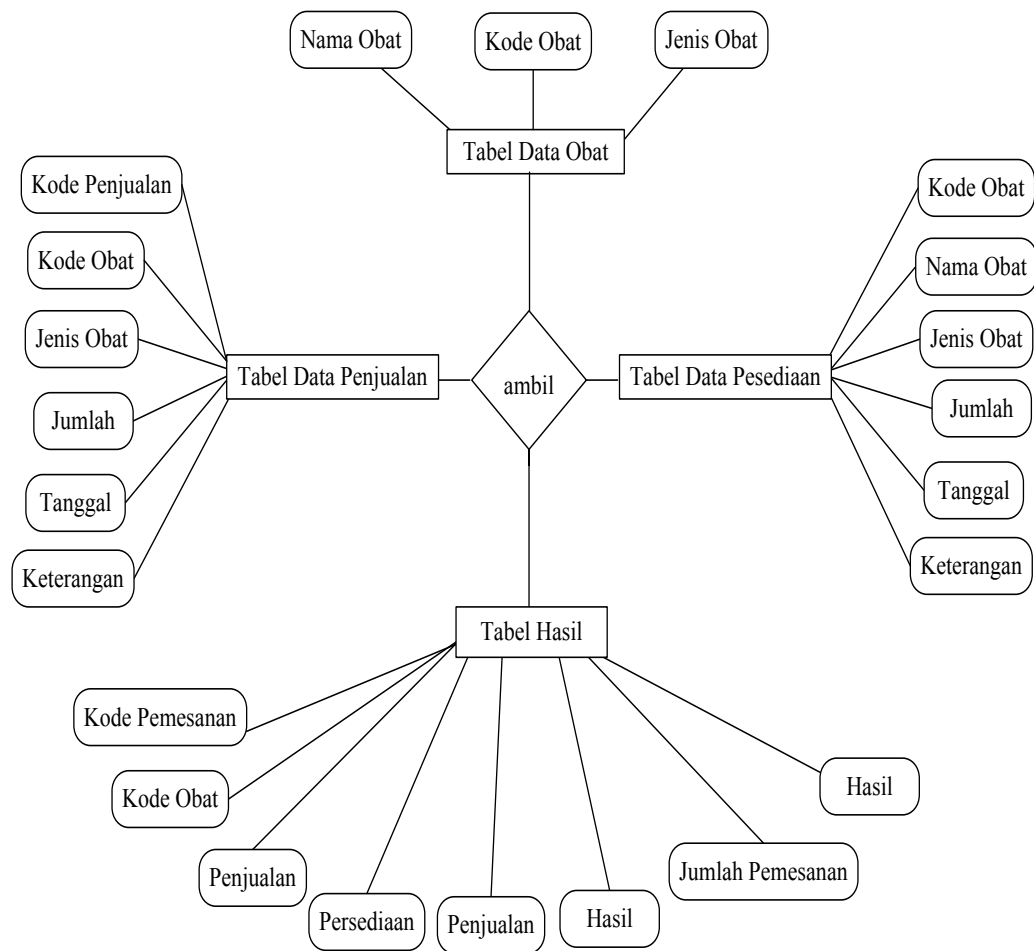 Nama Obat
Kode Obat
Jenis Obat
Tabel Data Obat
Kode Penjualan
Kode Obat
Jenis Obat
Jumlah
Tanggal
Keterangan
Tabel Data Penjualan
ambil
Tabel Data Pesediaan
Kode Obat
Nama Obat
Jenis Obat
Jumlah
Tanggal
Keterangan
Tabel Hasil
Kode Pemesanan
Kode Obat
Penjualan
Persediaan
Penjualan
Hasil
Jumlah Pemesanan
Hasil